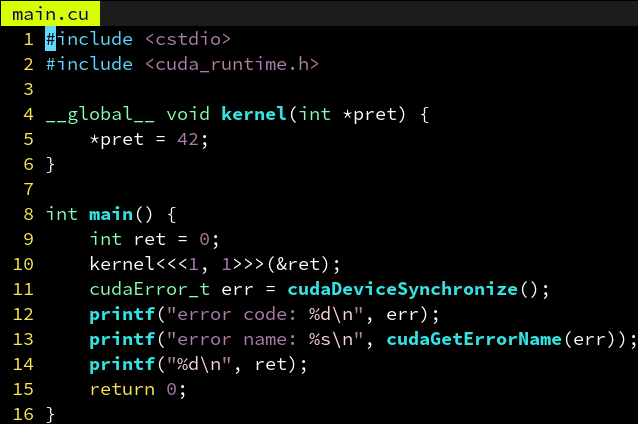 main.cu
1 #include <cstdio>
2 #include <cuda_runtime.h>
3
4 __global__ void kernel(int *pret) {
5     *pret = 42;
6 }
7
8 int main() {
9     int ret = 0;
10     kernel<<<1, 1>>>(&ret);
11     cudaError_t err = cudaDeviceSynchronize();
12     printf("error code: %d\n", err);
13     printf("error name: %s\n", cudaGetErrorName(err));
14     printf("%d\n", ret);
15     return 0;
16 }